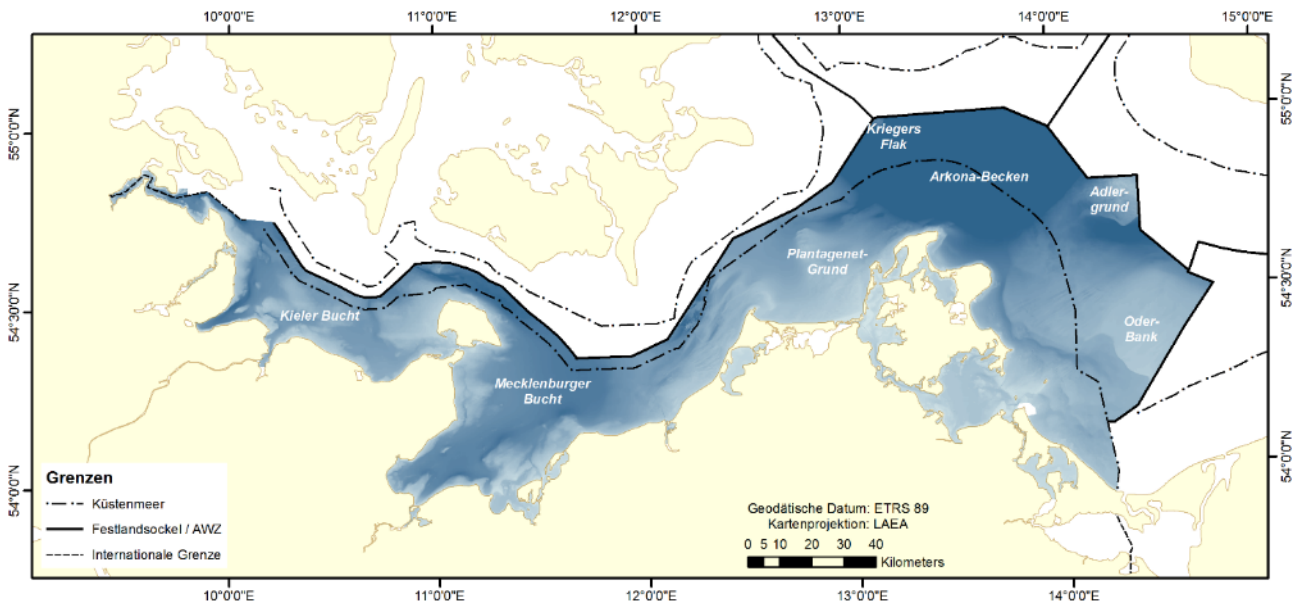 10°0'0"E
11°0'0"E
12°0'0"E
13°0'0"E
14°0'0"E
15°0'0"E
55°0'0"N
55°0'0"N
Kriegers
Flak
Arkona-Becken
Adler-
grund
Plantagenet-
Grund
54°30'0"N
54°30'0"N
Kieler Bucht
Oder-
Bank
Mecklenburger
Bucht
54°0'0"N
54°0'0"N
Grenzen
Küstenmeer
Festlandsockel / AWZ
Internationale Grenze
Geodätische Datum: ETRS 89
Kartenprojektion: LAEA
0 5 10 20 30 40
Kilometers
10°0'0"E
11°0'0"E
12°0'0"E
13°0'0"E
14°0'0"E